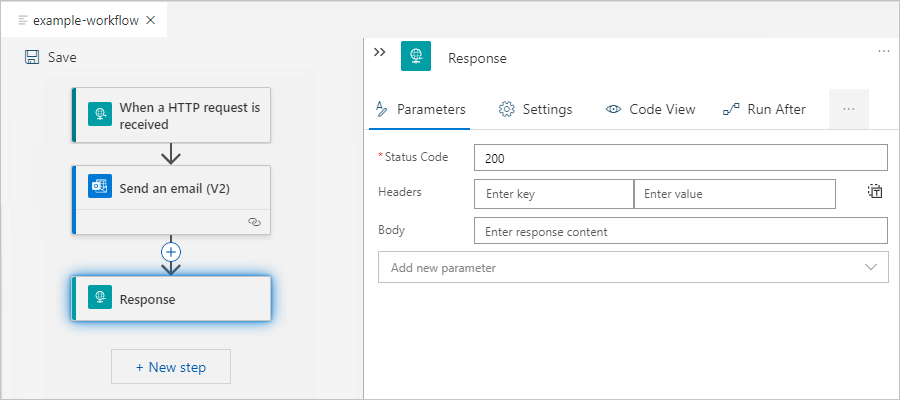 example-workflow
Save
When a HTTP request is
received
Send an email (V2)
Response
+ New step
Response
Parameters
Settings
Code View
Run After
*Status Code
200
Headers
Enter key
Enter value
Body
Enter response content
Add new parameter